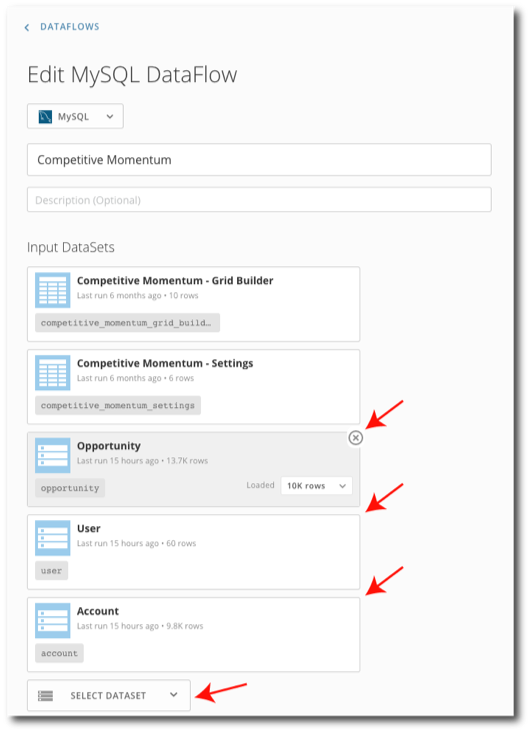 DATAFLOWS
Edit MySQL DataFlow
MySQL
Competitive Momentum
Description (Optional)
Input DataSets
Competitive Momentum - Grid Builder
Last run 6 months ago • 10 rows
competitive_momentum_grid_build…
Competitive Momentum - Settings
Last run 6 months ago • 6 rows
competitive_momentum_settings
Opportunity
Last run 15 hours ago • 13.7K rows
opportunity
Loaded 10K rows
User
Last run 15 hours ago • 60 rows
user
Account
Last run 15 hours ago • 9.8K rows
account
SELECT DATASET